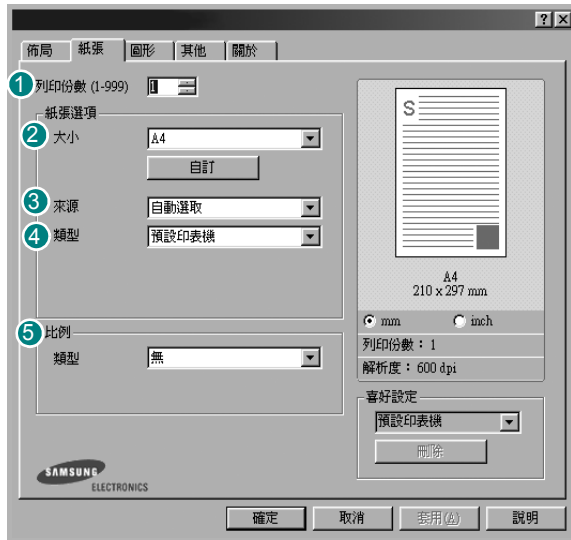 佈局 紙張 圖形 其他 關於
1 列印份數 (1-999) 1
紙張選項
2 大小 A4
自訂
3 來源 自動選取
4 類型 預設印表機
5 比例
類型 無
S
A4
210 x 297 mm
mm inch
列印份數：1
解析度：600 dpi
喜好設定
預設印表機
刪除
SAMSUNG
ELECTRONICS
確定 取消 套用(A) 說明